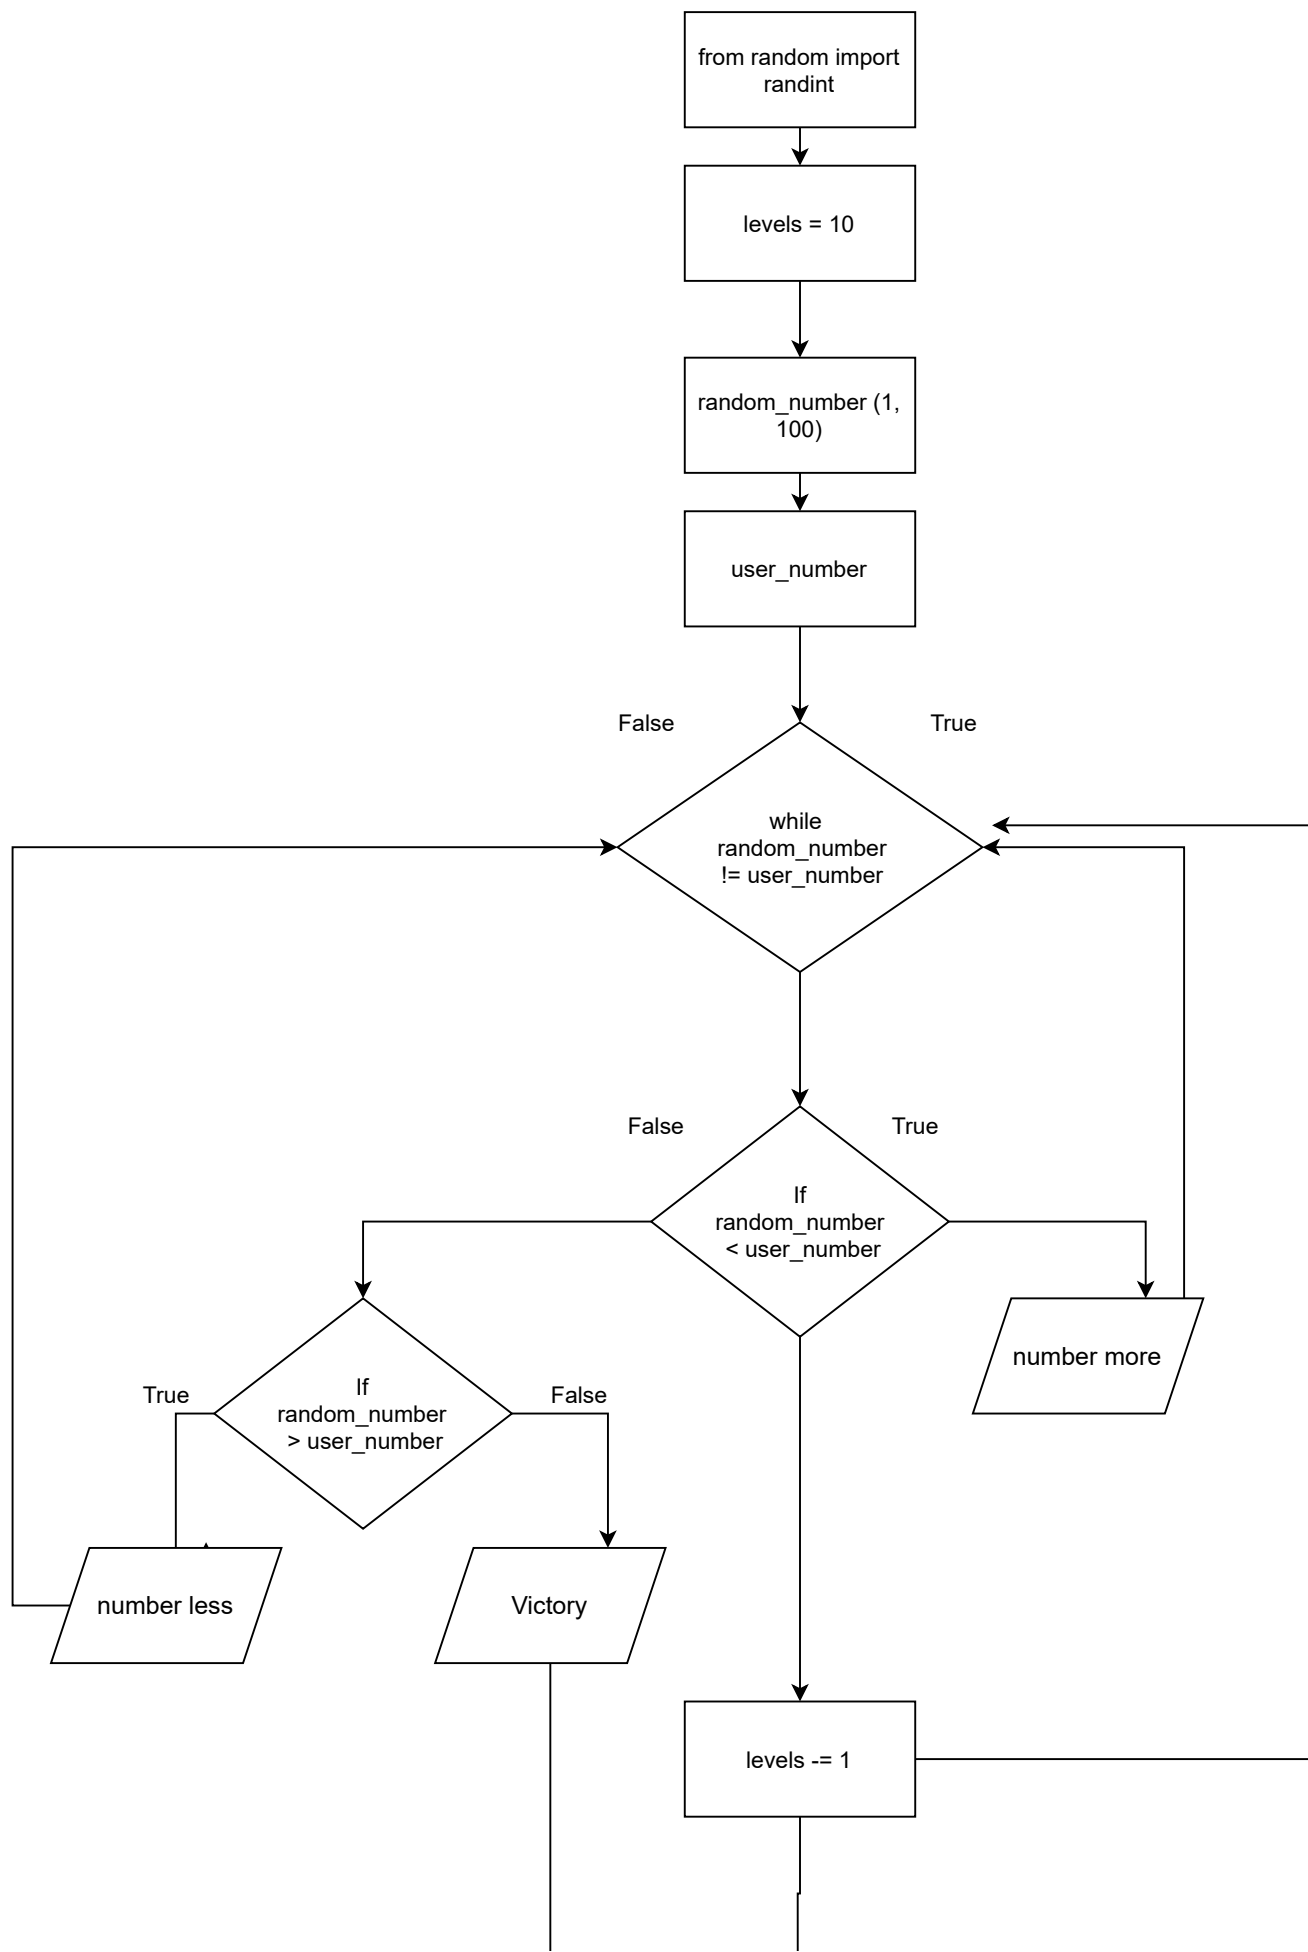 from random import
randint
levels = 10
random_number (1,
100)
user_number
False
True
while
random_number
!= user_number
False
True
If
random_number
< user_number
number more
True
If
random_number
> user_number
False
number less
Victory
levels -= 1